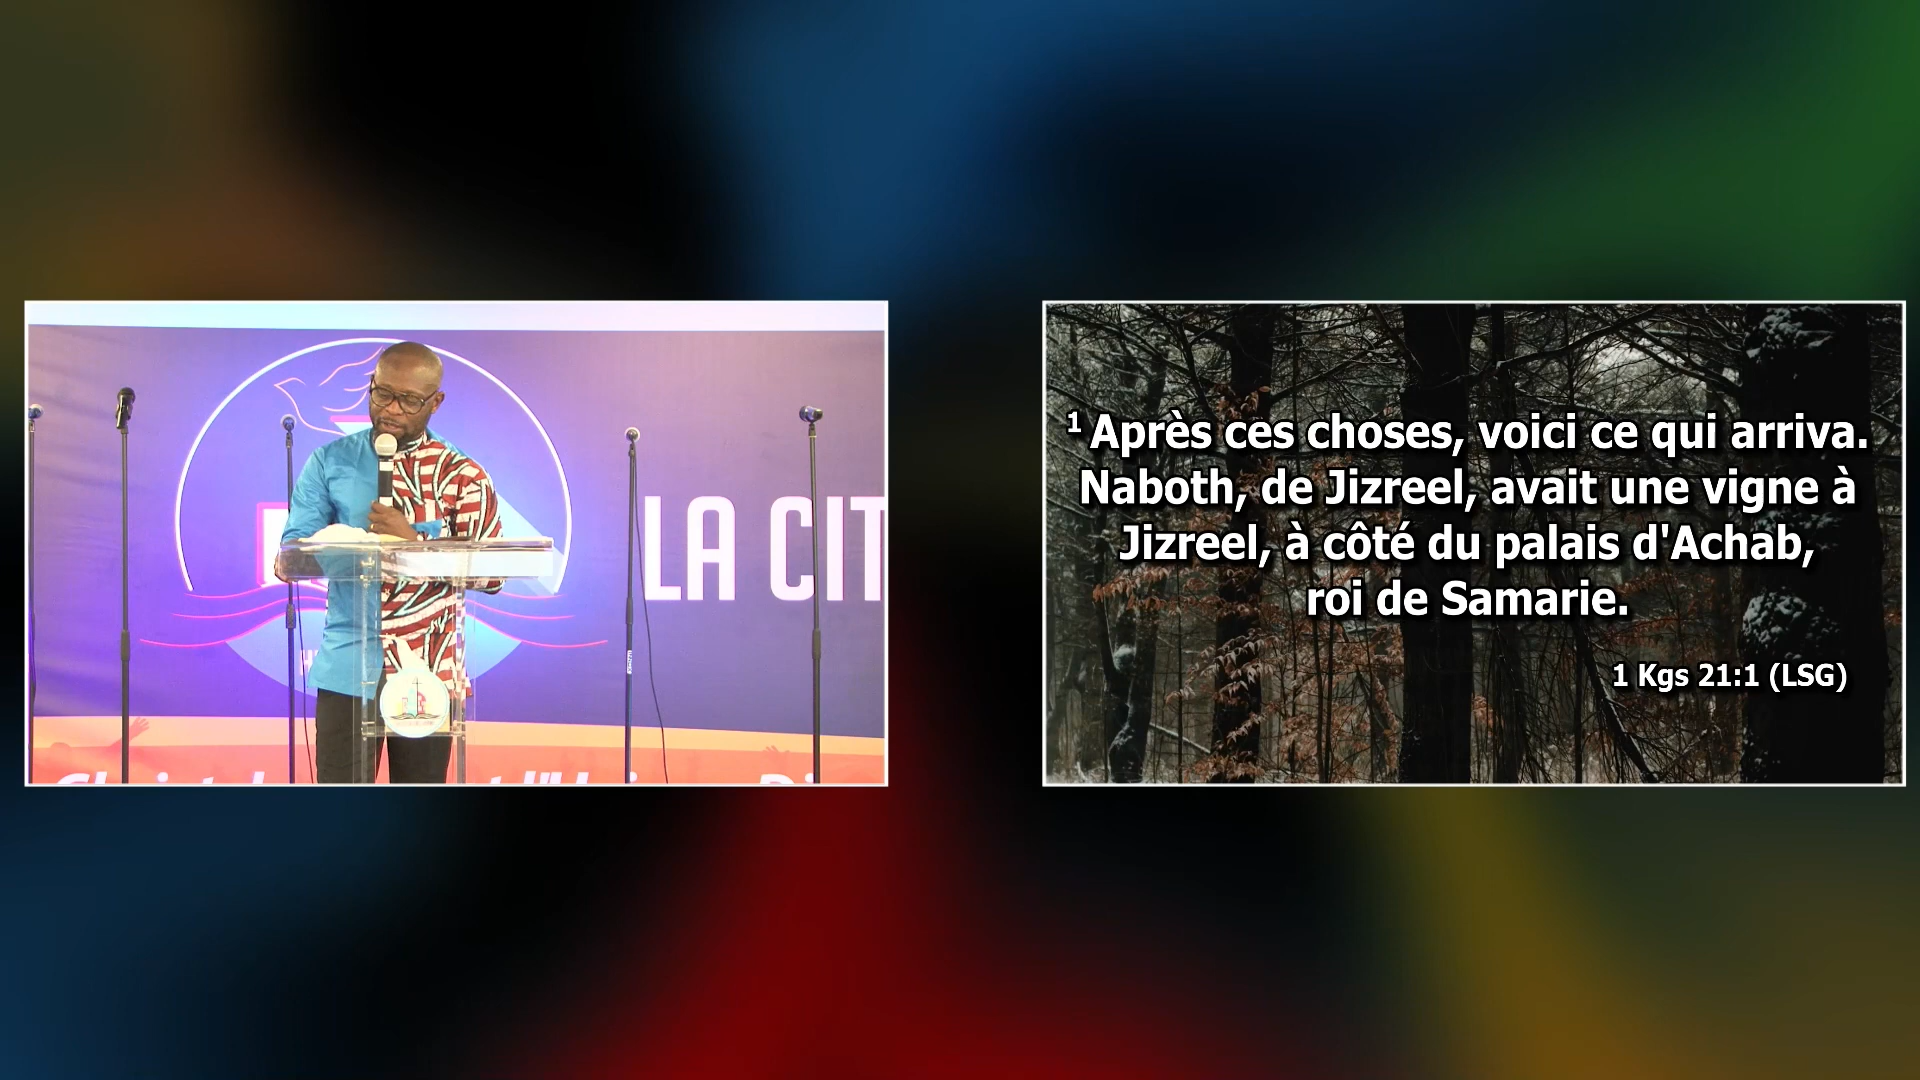 LA CIT
¹ Après ces choses, voici ce qui arriva.
Naboth, de Jizreel, avait une vigne à
Jizreel, à côté du palais d'Achab,
roi de Samarie.
1 Kgs 21:1 (LSG)